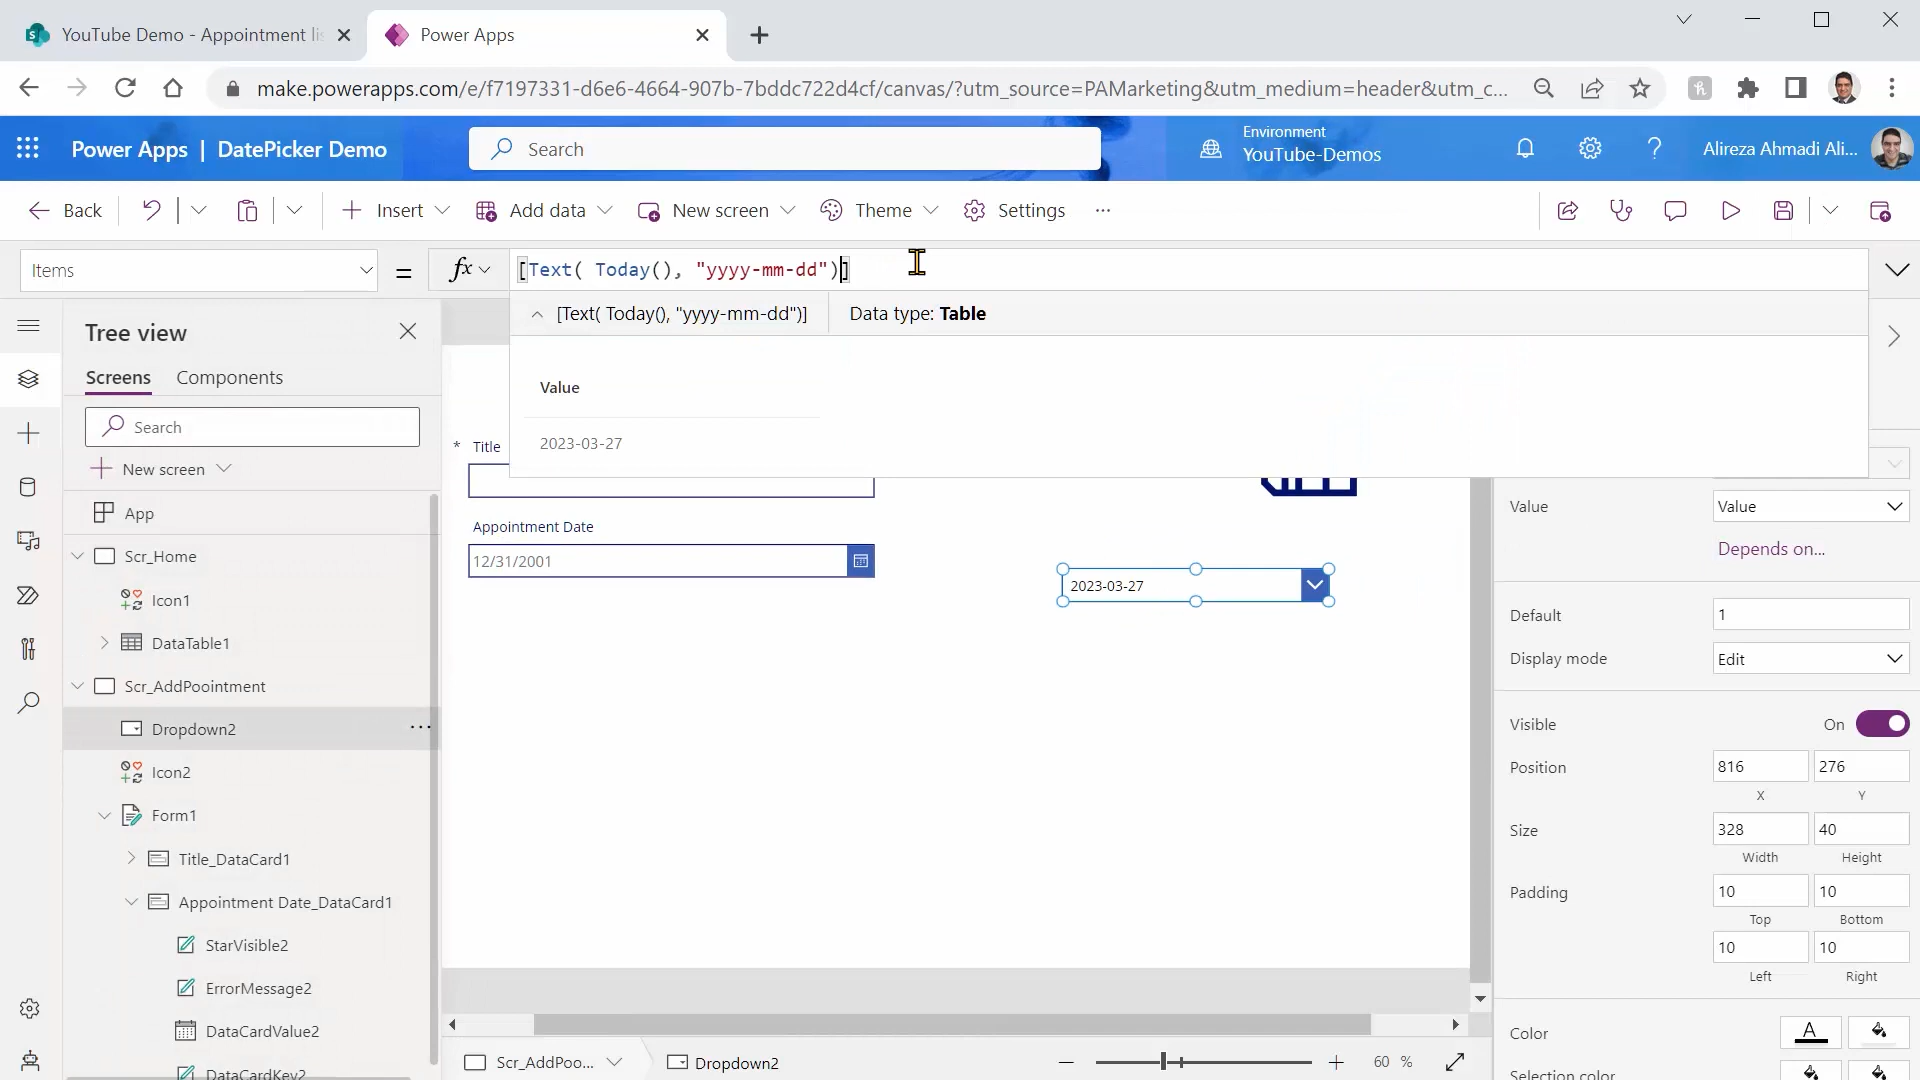 YouTube Demo - Appointment lis
Power Apps
make.powerapps.com/e/f7197331-d6e6-4664-907b-7bddc722d4cf/canvas/?utm_source=PAMarketing&utm_medium=header&utm_c...
Power Apps | DatePicker Demo
Search
Environment
YouTube-Demos
Alireza Ahmadi Ali...
Back
Insert
Add data
New screen
Theme
Settings
Items
=
fx
[Text( Today(), "yyyy-mm-dd")]
[Text( Today(), "yyyy-mm-dd")]
Data type: Table
Value
2023-03-27
Tree view
Screens
Components
Search
New screen
App
Scr_Home
Icon1
DataTable1
Scr_AddPoointment
Dropdown2
Icon2
Form1
Title_DataCard1
Appointment Date_DataCard1
StarVisible2
ErrorMessage2
DataCardValue2
DataCardKey2
* Title
Appointment Date
12/31/2001
2023-03-27
Value
Value
Depends on...
Default
1
Display mode
Edit
Visible
On
Position
816
276
X
Y
Size
328
40
Width
Height
Padding
10
10
Top
Bottom
10
10
Left
Right
Color
A
Selection color
Scr_AddPoo...
Dropdown2
60 %